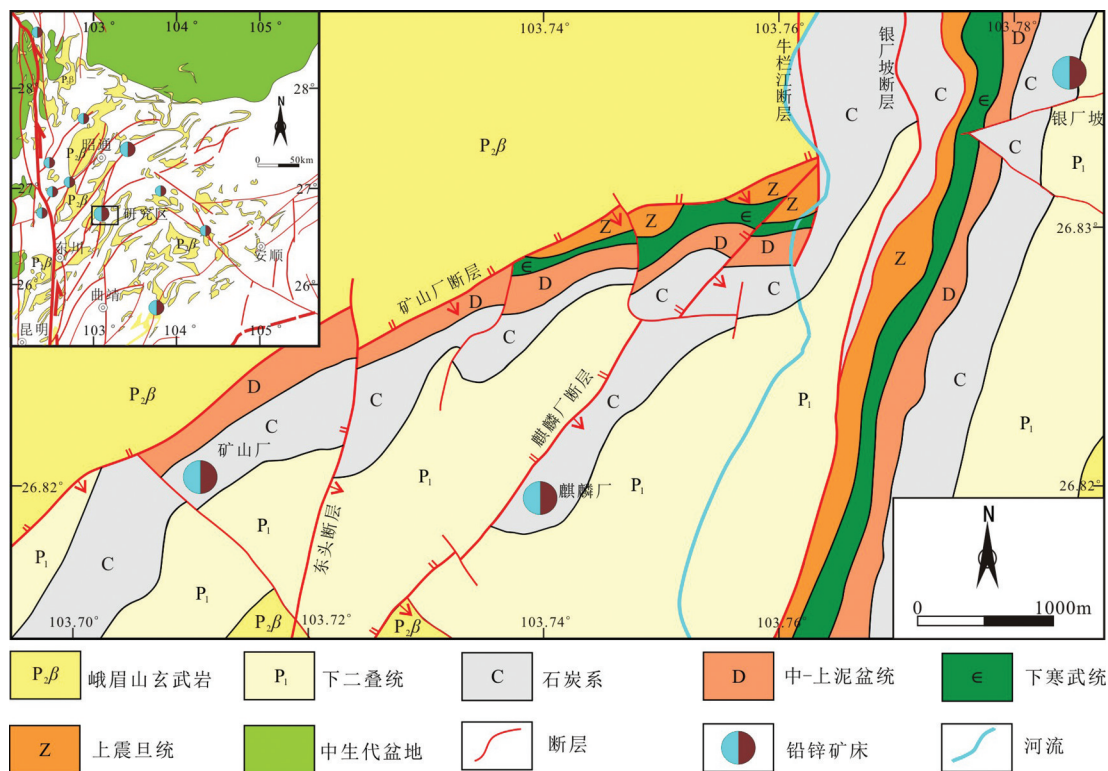 103°
104°
105°
28°
27°
26°
N
0 50km
P₂β
昭通
P₂β
P₂β
研究区
P₂β
东川
P₂β
安顺
曲靖
昆明
103°
104°
105°
103.74°
103.76°
103.78°
牛栏江断层
银厂坡断层
银厂坡
P₂β
C
C
D
C
∈
C
P₁
26.83°
Z
Z
Z
∈
∈
D
D
D
D
C
C
C
矿山厂断层
D
P₂β
C
C
矿山厂
麒麟厂断层
C
P₁
P₁
Z
D
C
P₁
26.82°
26.82°
麒麟厂
P₁
P₁
P₁
C
P₁
东头断层
P₂β
P₂β
103.70°
103.72°
103.74°
103.76°
N
0 1000m
P₂β 峨眉山玄武岩
P₁ 下二叠统
C 石炭系
D 中-上泥盆统
∈ 下寒武统
Z 上震旦统
中生代盆地
断层
铅锌矿床
河流